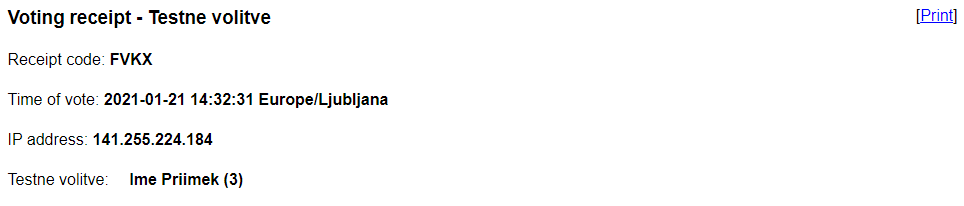 Voting receipt - Testne volitve [Print]
Receipt code: FVKX
Time of vote: 2021-01-21 14:32:31 Europe/Ljubljana
IP address: 141.255.224.184
Testne volitve: Ime Priimek (3)